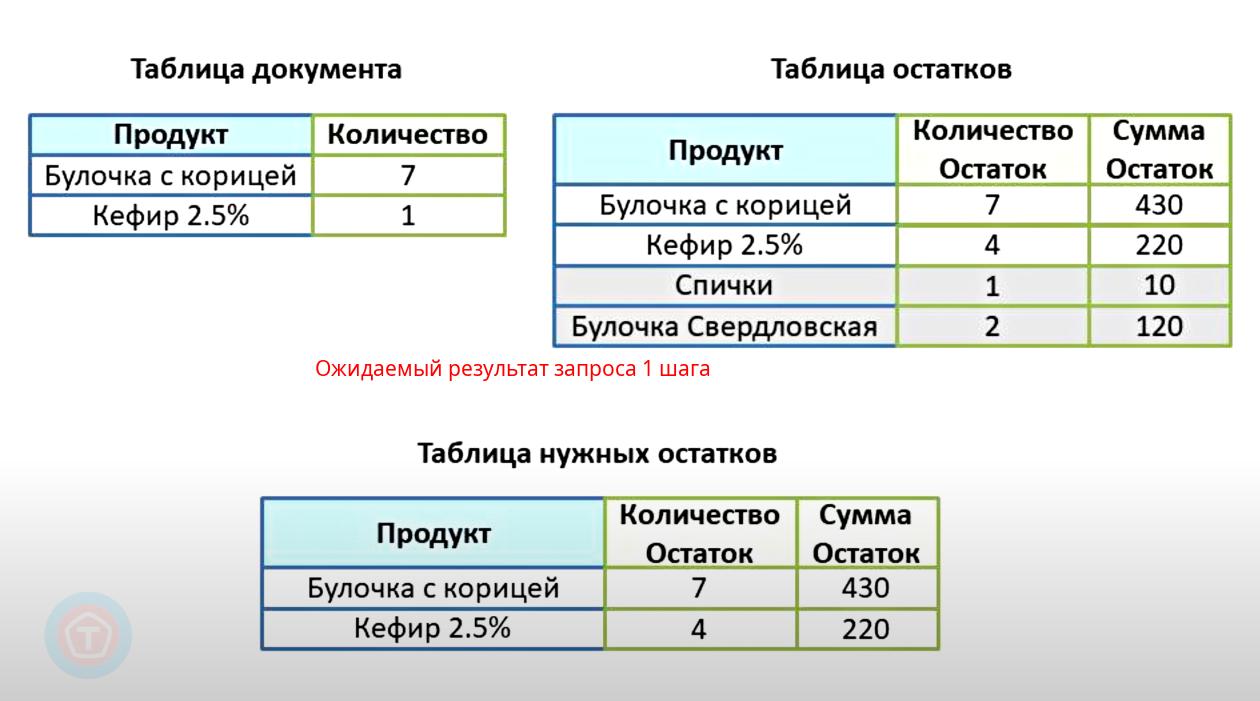 Таблица документа
Таблица остатков
Продукт Количество
Булочка с корицей 7
Кефир 2.5% 1
Продукт Количество Остаток Сумма Остаток
Булочка с корицей 7 430
Кефир 2.5% 4 220
Спички 1 10
Булочка Свердловская 2 120
Ожидаемый результат запроса 1 шага
Таблица нужных остатков
Продукт Количество Остаток Сумма Остаток
Булочка с корицей 7 430
Кефир 2.5% 4 220
Т